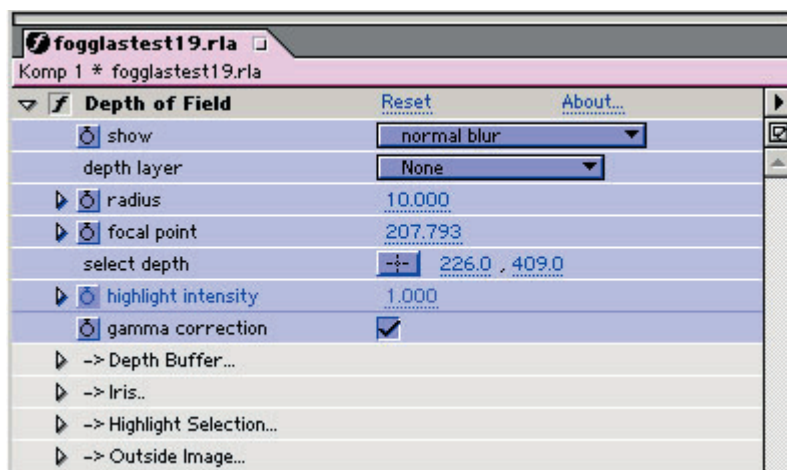 fogglastest19.rla
Komp 1 * fogglastest19.rla
f Depth of Field Reset About...
show normal blur
depth layer None
radius 10.000
focal point 207.793
select depth 226.0 , 409.0
highlight intensity 1.000
gamma correction
-> Depth Buffer...
-> Iris..
-> Highlight Selection...
-> Outside Image...